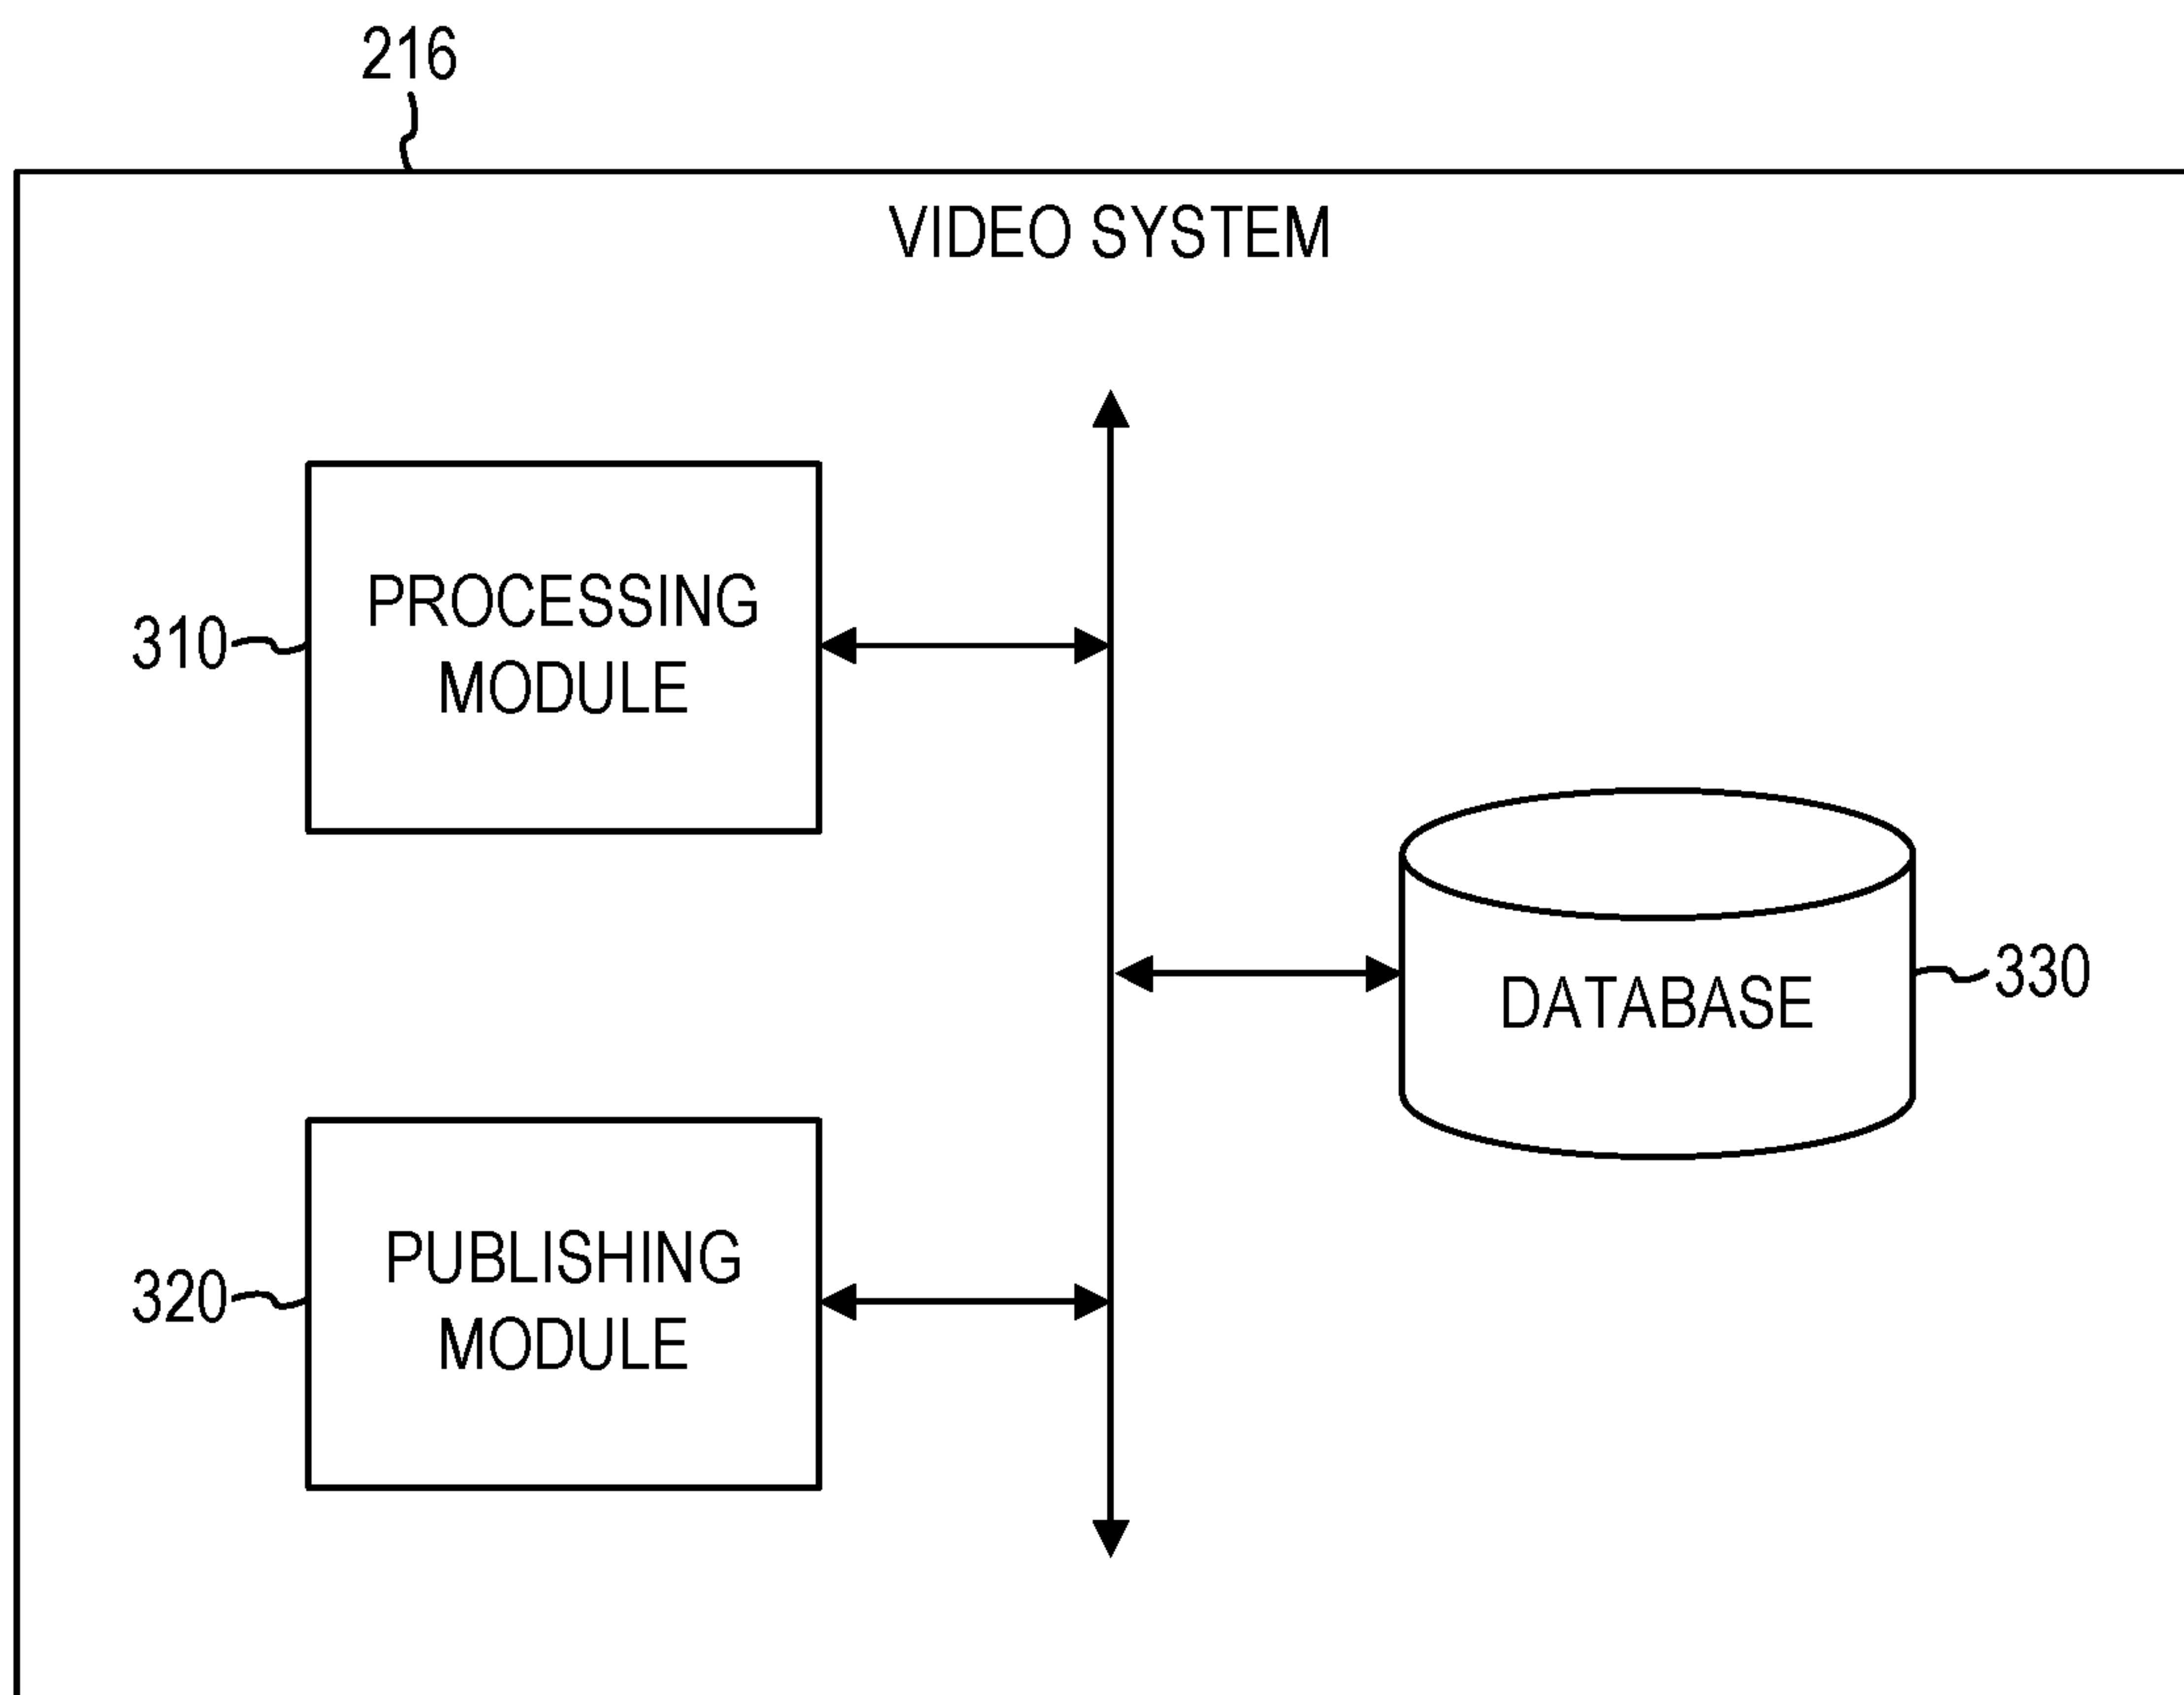 216
VIDEO SYSTEM
PROCESSING
MODULE
310
DATABASE
330
PUBLISHING
MODULE
320